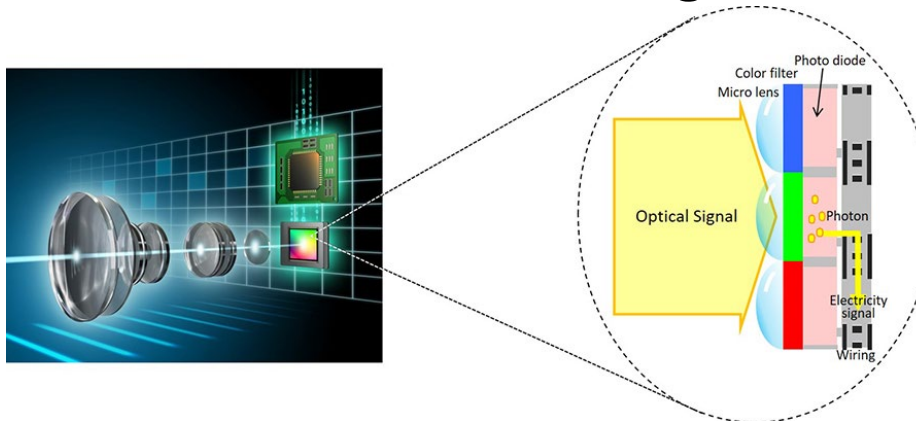 Photo diode
Color filter
Micro lens
Optical Signal
Photon
Electricity
signal
Wiring